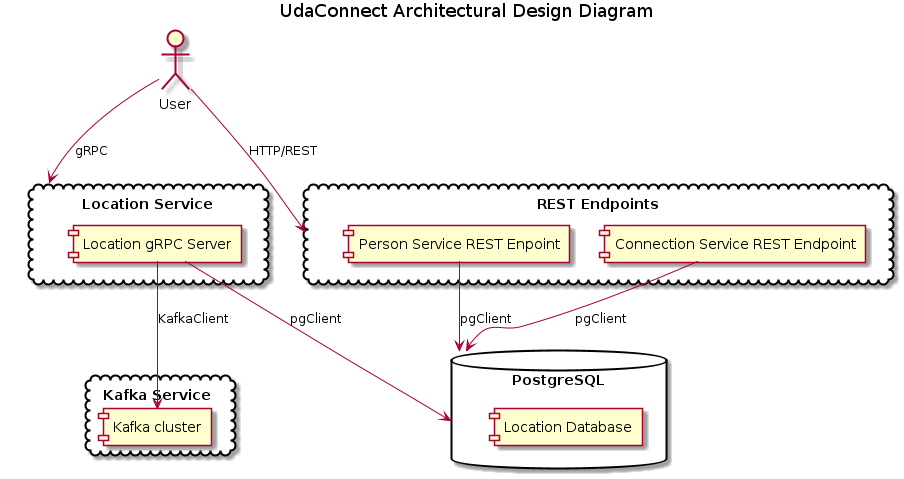 UdaConnect Architectural Design Diagram
User
gRPC
HTTP/REST
Location Service
REST Endpoints
Location gRPC Server
Person Service REST Enpoint
Connection Service REST Endpoint
KafkaClient
pgClient
pgClient
pgClient
PostgreSQL
Kafka Service
Kafka cluster
Location Database